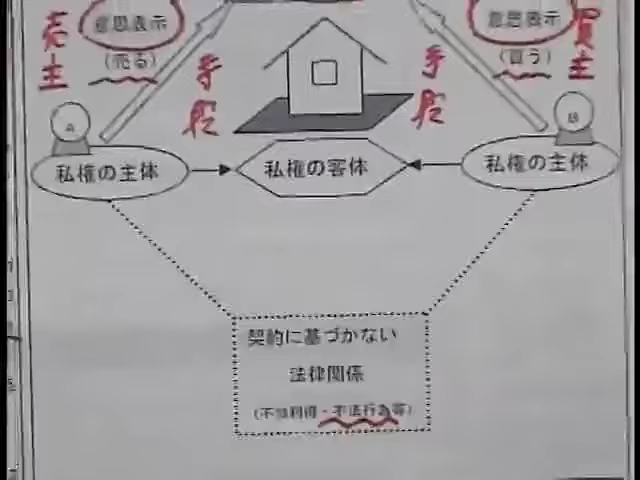 売主
意思表示
(売る)
手段
意思表示
(買う)
買主
手段
A
B
私権の主体
私権の客体
私権の主体
契約に基づかない
法律関係
(不当利得・不法行為等)